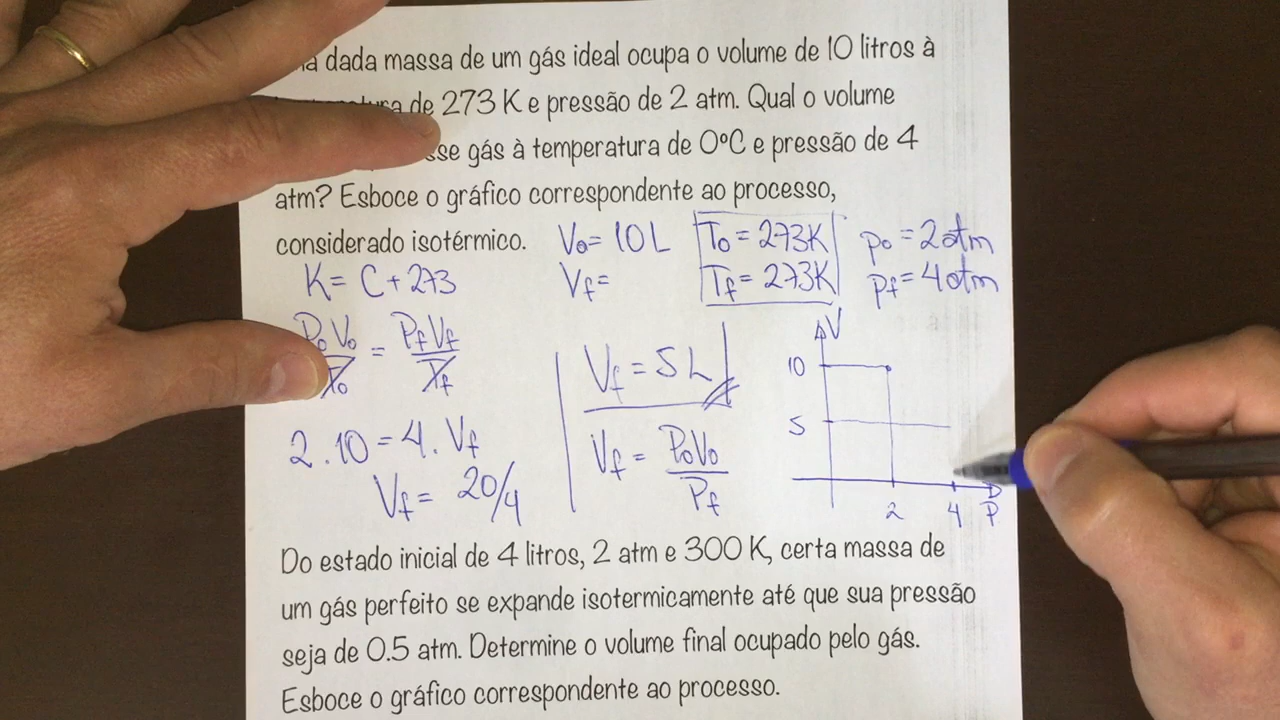 dada massa de um gás ideal ocupa o volume de 10 litros à
de 273 K e pressão de 2 atm. Qual o volume
gás à temperatura de 0ºC e pressão de 4
atm? Esboce o gráfico correspondente ao processo,
considerado isotérmico.
V₀ = 10 L
T₀ = 273K
p₀ = 2 atm
K = C + 273
Vf =
Tf = 273K
pf = 4 atm
P₀V₀/T₀ = PfVf/Tf
2 . 10 = 4 . Vf
Vf = 20/4
Vf = 5 L
Vf = P₀V₀/Pf
V
10
5
2 4 P
Do estado inicial de 4 litros, 2 atm e 300 K, certa massa de
um gás perfeito se expande isotermicamente até que sua pressão
seja de 0.5 atm. Determine o volume final ocupado pelo gás.
Esboce o gráfico correspondente ao processo.